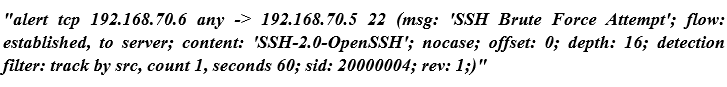 "alert tcp 192.168.70.6 any -> 192.168.70.5 22 (msg: 'SSH Brute Force Attempt'; flow:
established, to server; content: 'SSH-2.0-OpenSSH'; nocase; offset: 0; depth: 16; detection
filter: track by src, count 1, seconds 60; sid: 20000004; rev: 1;)"